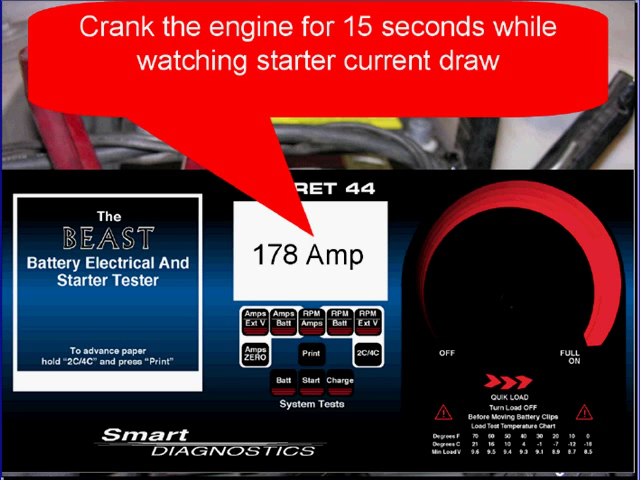 Crank the engine for 15 seconds while
watching starter current draw
RET 44
The
BEAST
Battery Electrical And
Starter Tester
To advance paper
hold "2C/4C" and press "Print"
178 Amp
Amps Ext V
Amps Batt
RPM Amps
RPM Batt
RPM Ext V
Amps ZERO
Print
2C/4C
Batt
Start
Charge
System Tests
OFF
FULL
ON
QUIK LOAD
Turn Load OFF
Before Moving Battery Clips
Load Test Temperature Chart
Degrees F 70 60 50 40 30 20 10 0
Degrees C 21 16 10 4 -1 -7 -12 -18
Min Load V 9.6 9.5 9.4 9.3 9.1 8.9 8.7 8.5
Smart
DIAGNOSTICS